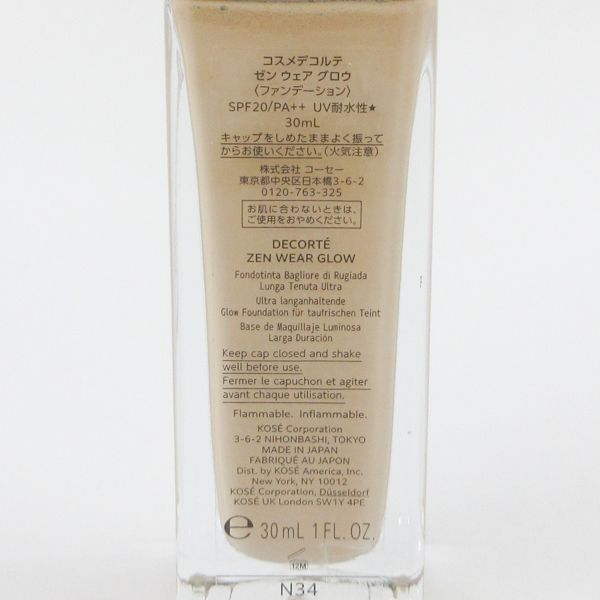 コスメデコルテ
ゼン ウェア グロウ
〈ファンデーション〉
SPF20/PA++ UV耐水性★
30mL
キャップをしめたままよく振って
からお使いください。(火気注意)
株式会社 コーセー
東京都中央区日本橋3-6-2
0120-763-325
お肌に合わないときは、
ご使用をおやめください。
DECORTÉ
ZEN WEAR GLOW
Fondotinta Bagliore di Rugiada
Lunga Tenuta Ultra
Ultra langanhaltende
Glow Foundation für taufrischen Teint
Base de Maquillaje Luminosa
Larga Duración
Keep cap closed and shake
well before use.
Fermer le capuchon et agiter
avant chaque utilisation.
Flammable. Inflammable.
KOSÉ Corporation
3-6-2 NIHONBASHI, TOKYO
MADE IN JAPAN
FABRIQUÉ AU JAPON
Dist. by KOSÉ America, Inc.
New York, NY 10012
KOSÉ Corporation, Düsseldorf
KOSÉ UK London SW1Y 4PE
℮ 30mL 1FL.OZ.
12M
N34